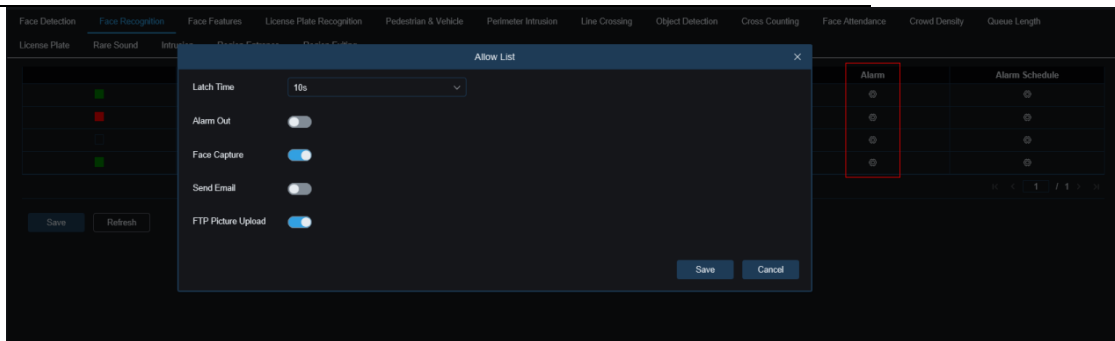 Face Detection Face Recognition Face Features License Plate Recognition Pedestrian & Vehicle Perimeter Intrusion Line Crossing Object Detection Cross Counting Face Attendance Crowd Density Queue Length
License Plate Rare Sound
Allow List
Alarm Alarm Schedule
Latch Time 10s
Alarm Out
Face Capture
Send Email
1 / 1
FTP Picture Upload
Save Refresh
Save Cancel